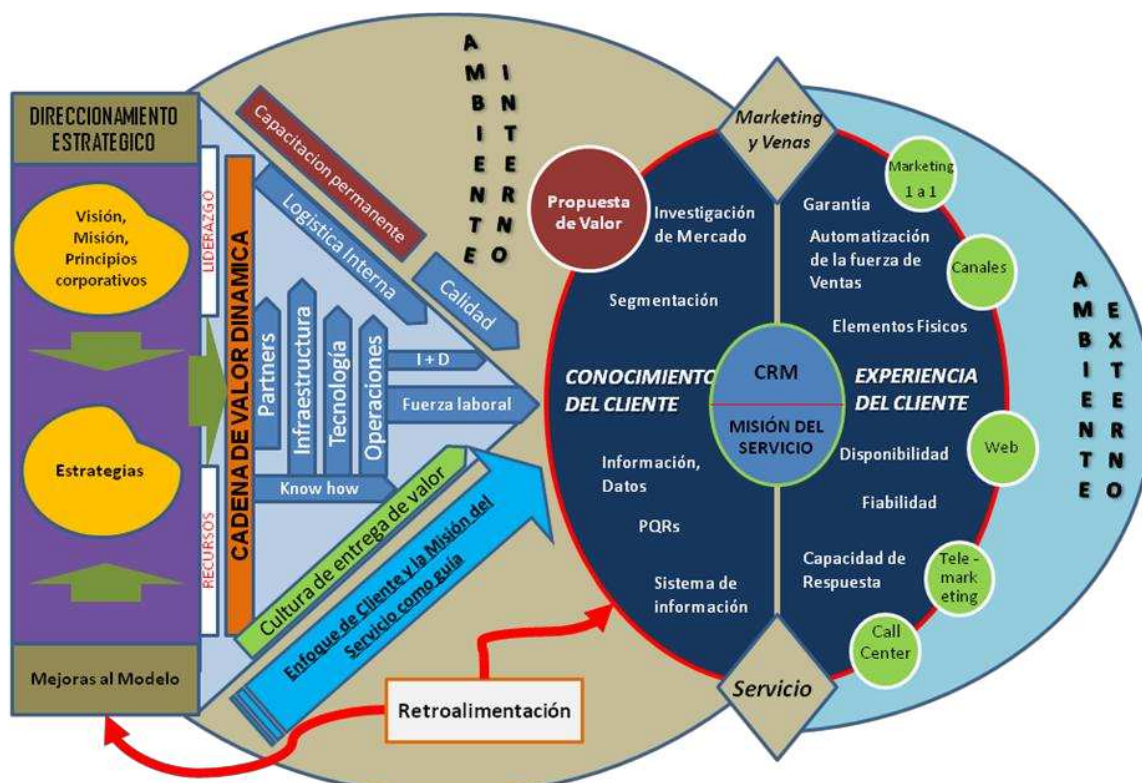 DIRECCIONAMIENTO
ESTRATEGICO
Visión,
Misión,
Principios
corporativos
Estrategias
Mejoras al Modelo
LIDERAZGO
RECURSOS
CADENA DE VALOR DINAMICA
Capacitacion permanente
Logistica Interna
Calidad
Partners
Infraestructura
Tecnología
Operaciones
I + D
Fuerza laboral
Know how
Cultura de entrega de valor
Enfoque de Cliente y la Misión del
Servicio como guía
Retroalimentación
AMBIENTE
INTERNO
Propuesta
de Valor
Marketing
y Venas
Investigación
de Mercado
Segmentación
CONOCIMIENTO
DEL CLIENTE
Información,
Datos
PQRs
Sistema de
información
CRM
MISIÓN DEL
SERVICIO
Garantía
Automatización
de la fuerza de
Ventas
Elementos Fisicos
EXPERIENCIA
DEL CLIENTE
Disponibilidad
Fiabilidad
Capacidad de
Respuesta
Servicio
Marketing
1 a 1
Canales
Web
Tele -
mark
eting
Call
Center
AMBIENTE
EXTERNO